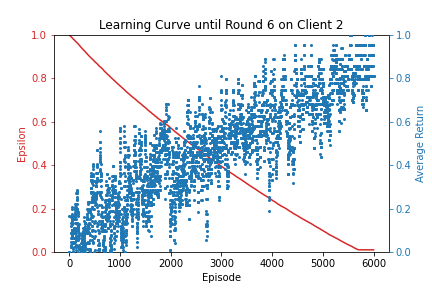 Learning Curve until Round 6 on Client 2
1.0 1.0
0.8 0.8
0.6 0.6
0.4 0.4
0.2 0.2
0.0 0.0
Epsilon
Average Return
0 1000 2000 3000 4000 5000 6000
Episode